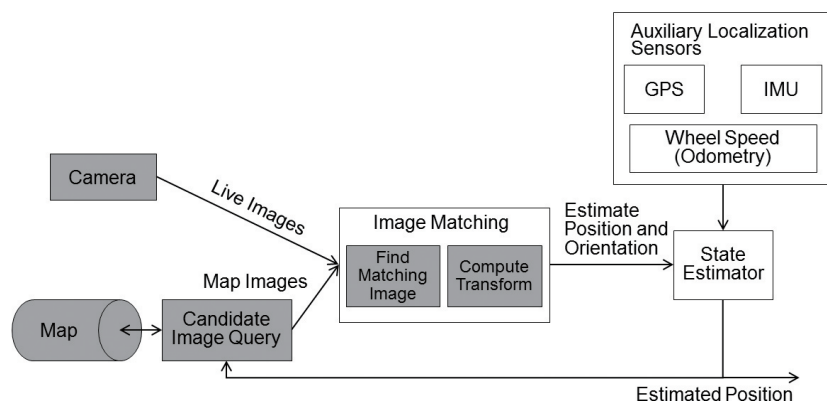 Auxiliary Localization
Sensors
GPS
IMU
Wheel Speed
(Odometry)
Camera
Live Images
Image Matching
Find
Matching
Image
Compute
Transform
Estimate
Position and
Orientation
State
Estimator
Map Images
Map
Candidate
Image Query
Estimated Position